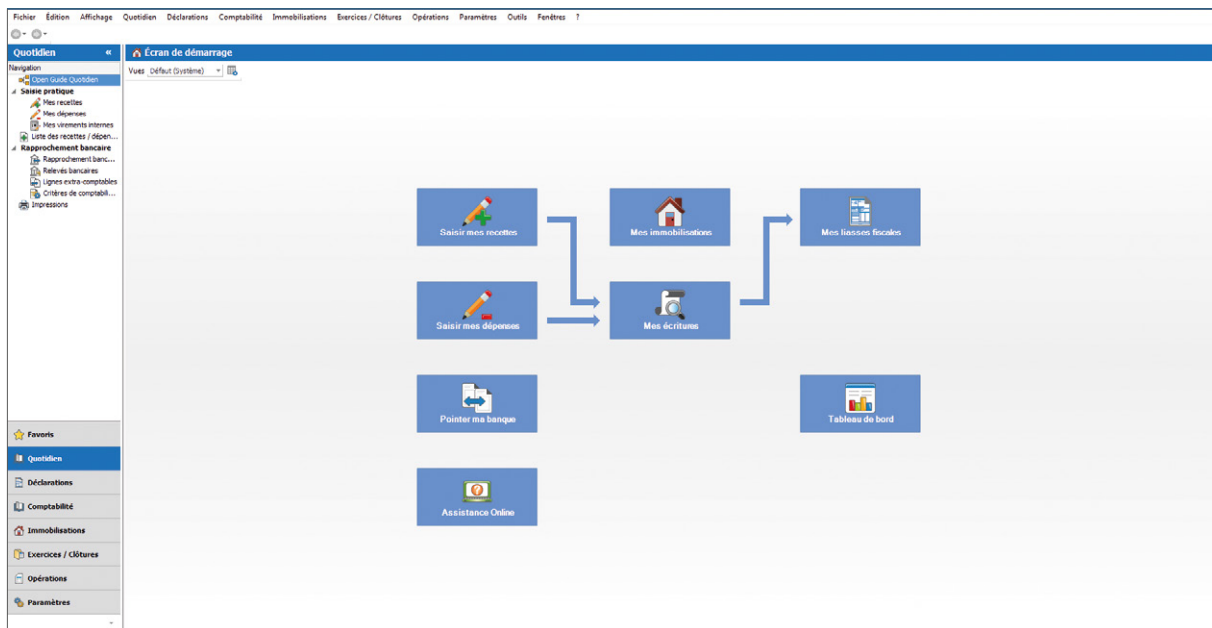 Fichier Édition Affichage Quotidien Déclarations Comptabilité Immobilisations Exercices / Clôtures Opérations Paramètres Outils Fenêtres ?
Quotidien «
Écran de démarrage
Navigation
Vues Défaut (Système)
Open Guide Quotidien
Saisie pratique
Mes recettes
Mes dépenses
Mes virements internes
Liste des recettes / dépen...
Rapprochement bancaire
Rapprochement banc...
Relevés bancaires
Lignes extra-comptables
Critères de comptabili...
Impressions
Saisir mes recettes
Mes immobilisations
Mes liasses fiscales
Saisir mes dépenses
Mes écritures
Pointer ma banque
Tableau de bord
Assistance Online
Favoris
Quotidien
Déclarations
Comptabilité
Immobilisations
Exercices / Clôtures
Opérations
Paramètres